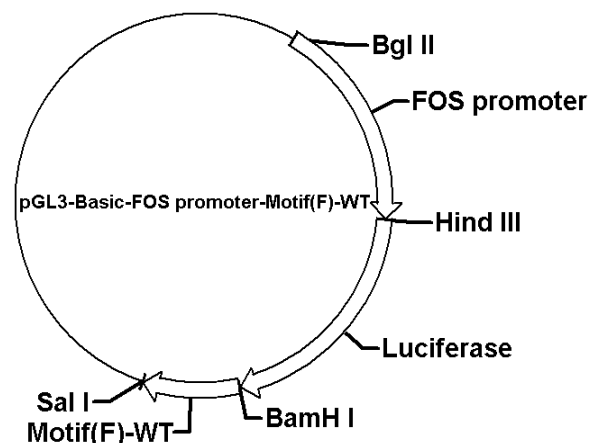 Bgl II
FOS promoter
pGL3-Basic-FOS promoter-Motif(F)-WT
Hind III
Luciferase
Sal I
BamH I
Motif(F)-WT